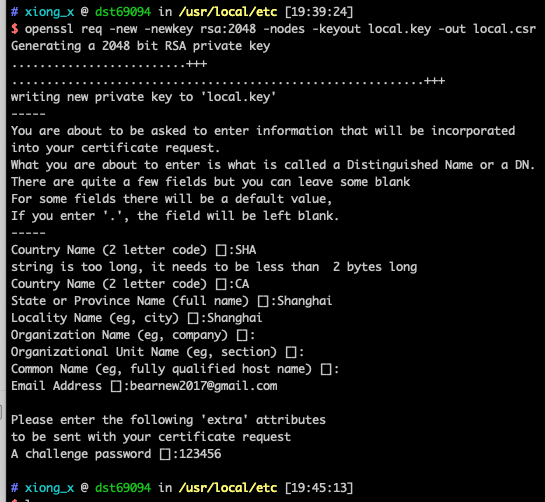 # xiong_x @ dst69094 in /usr/local/etc [19:39:24]
$ openssl req -new -newkey rsa:2048 -nodes -keyout local.key -out local.csr
Generating a 2048 bit RSA private key
............................+++
..................................................................+++
writing new private key to 'local.key'
-----
You are about to be asked to enter information that will be incorporated
into your certificate request.
What you are about to enter is what is called a Distinguished Name or a DN.
There are quite a few fields but you can leave some blank
For some fields there will be a default value,
If you enter '.', the field will be left blank.
-----
Country Name (2 letter code) []:SHA
string is too long, it needs to be less than  2 bytes long
Country Name (2 letter code) []:CA
State or Province Name (full name) []:Shanghai
Locality Name (eg, city) []:Shanghai
Organization Name (eg, company) []:
Organizational Unit Name (eg, section) []:
Common Name (eg, fully qualified host name) []:
Email Address []:bearnew2017@gmail.com

Please enter the following 'extra' attributes
to be sent with your certificate request
A challenge password []:123456

# xiong_x @ dst69094 in /usr/local/etc [19:45:13]